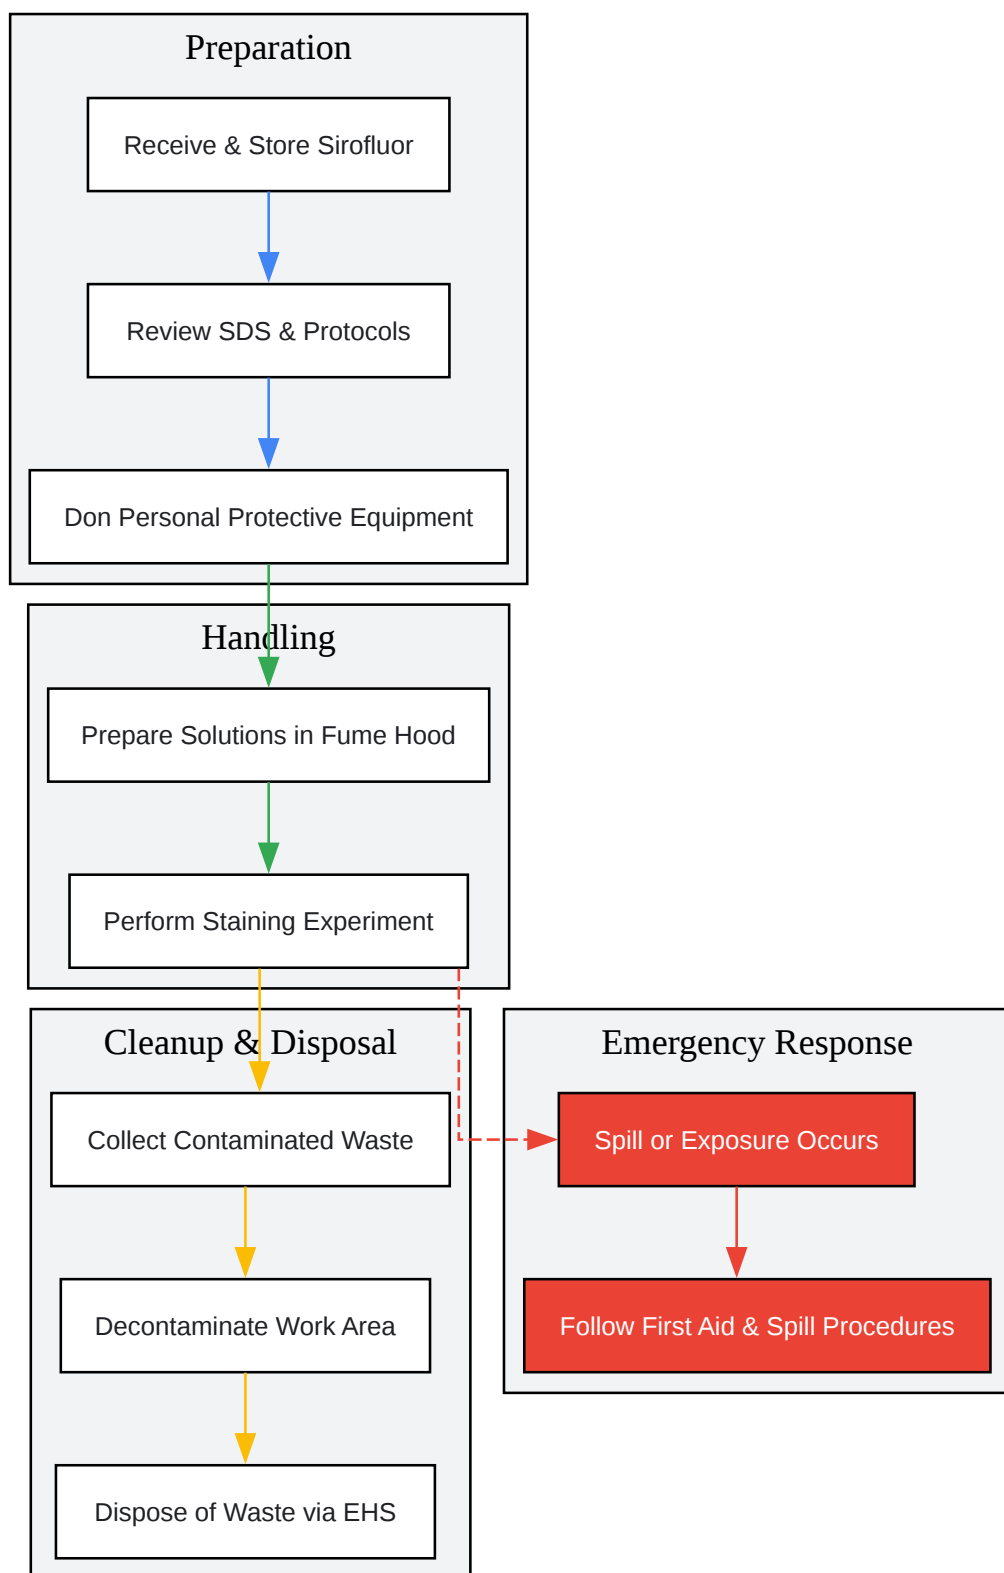 Preparation
Receive & Store Sirofluor
Review SDS & Protocols
Don Personal Protective Equipment
Handling
Prepare Solutions in Fume Hood
Perform Staining Experiment
Cleanup & Disposal
Collect Contaminated Waste
Decontaminate Work Area
Dispose of Waste via EHS
Emergency Response
Spill or Exposure Occurs
Follow First Aid & Spill Procedures